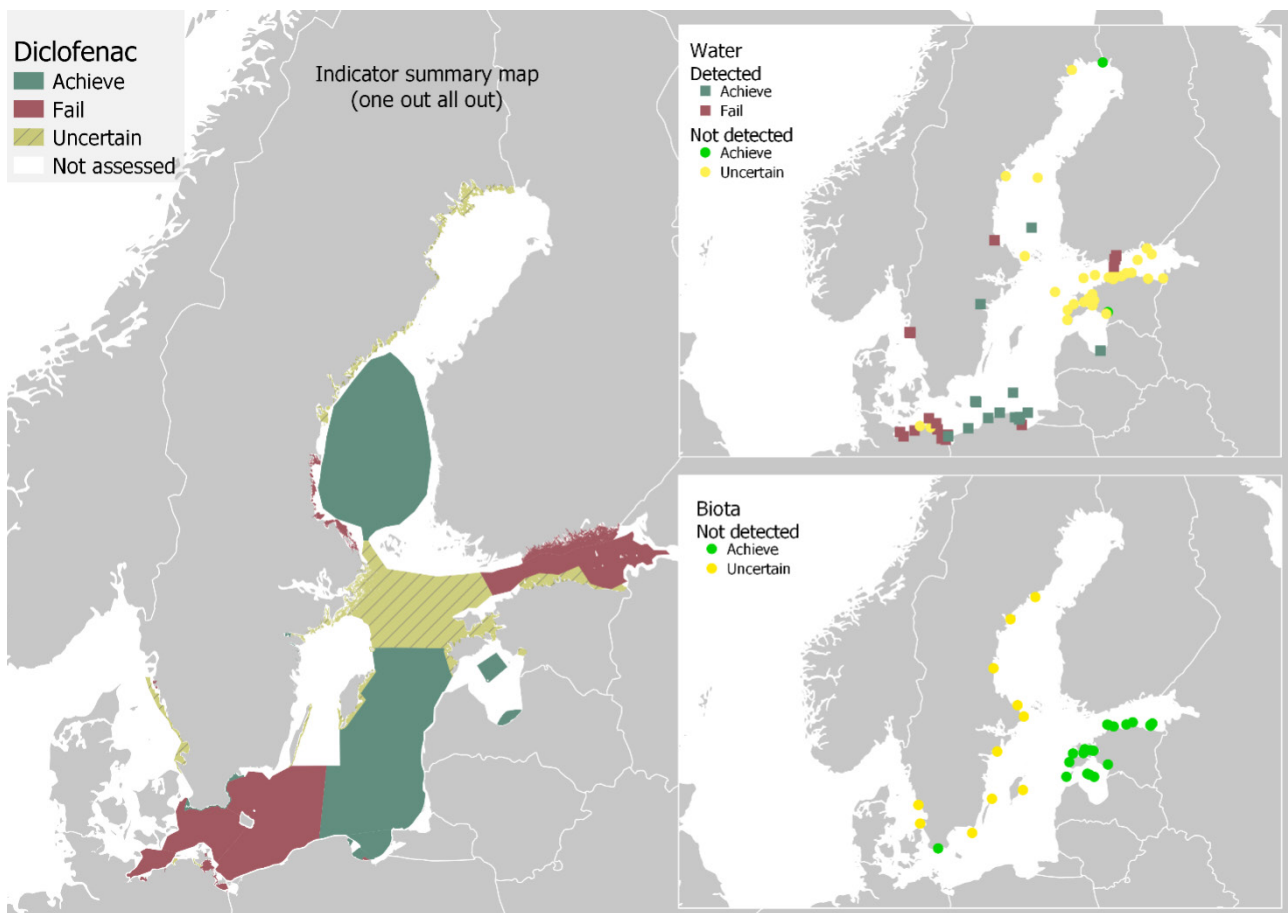 Diclofenac
Achieve
Fail
Uncertain
Not assessed
Indicator summary map
(one out all out)
Water
Detected
Achieve
Fail
Not detected
Achieve
Uncertain
Biota
Not detected
Achieve
Uncertain